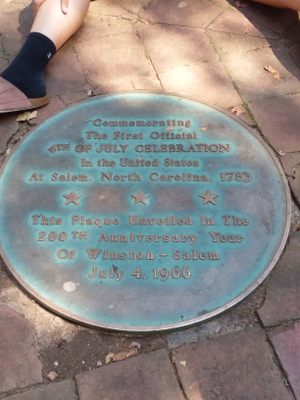 Commemorating
The First Official
4TH OF JULY CELEBRATION
In the United States
At Salem, North Carolina, 1783
This Plaque Unveiled In The
200TH Anniversary Year
Of Winston - Salem
July 4, 1966